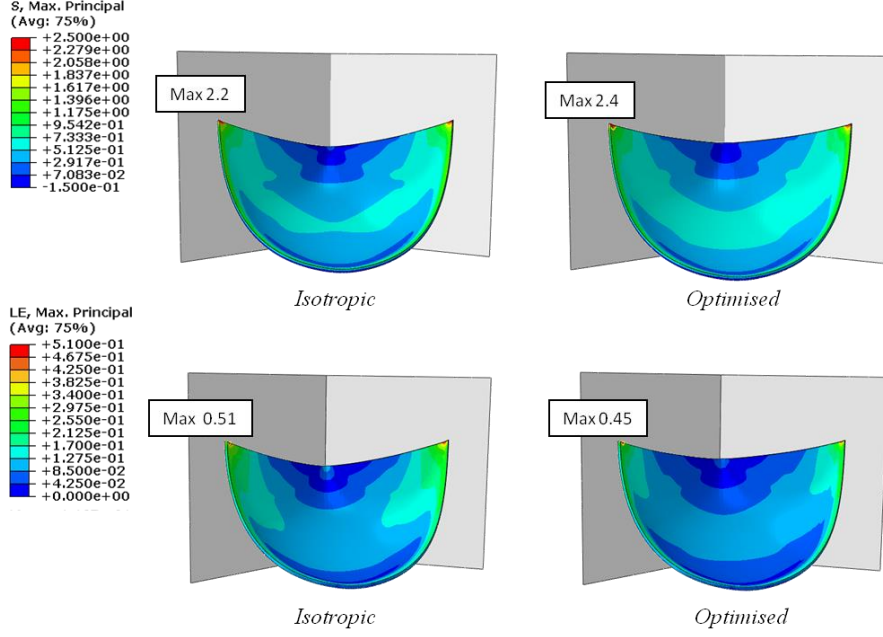 S, Max. Principal
(Avg: 75%)
+2.500e+00
+2.279e+00
+2.058e+00
+1.837e+00
+1.617e+00
+1.396e+00
+1.175e+00
+9.542e-01
+7.333e-01
+5.125e-01
+2.917e-01
+7.083e-02
-1.500e-01
Max 2.2
Max 2.4
Isotropic
Optimised
LE, Max. Principal
(Avg: 75%)
+5.100e-01
+4.675e-01
+4.250e-01
+3.825e-01
+3.400e-01
+2.975e-01
+2.550e-01
+2.125e-01
+1.700e-01
+1.275e-01
+8.500e-02
+4.250e-02
+0.000e+00
Max 0.51
Max 0.45
Isotropic
Optimised